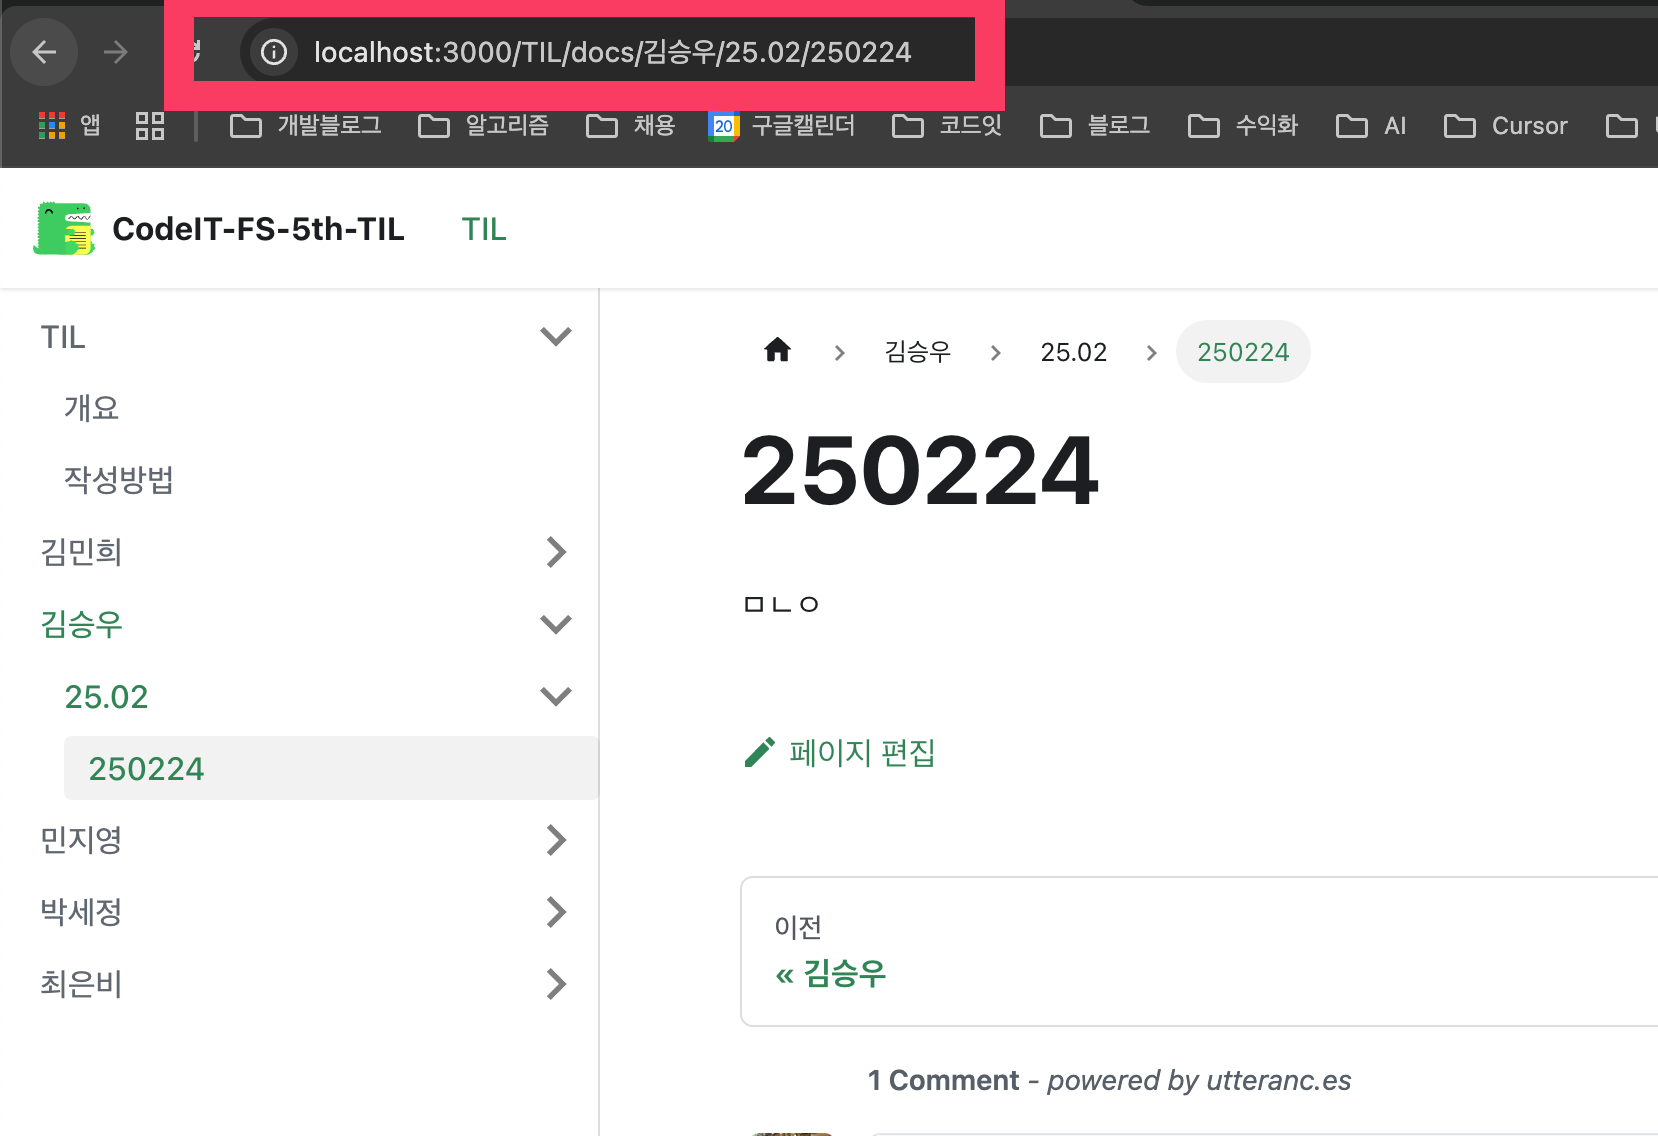 localhost:3000/TIL/docs/김승우/25.02/250224
앱 개발블로그 알고리즘 채용 20 구글캘린더 코드잇 블로그 수익화 AI Cursor
CodeIT-FS-5th-TIL TIL
TIL
개요
작성방법
김민희
김승우
25.02
250224
민지영
박세정
최은비
김승우 25.02 250224
250224
ㅁㄴㅇ
페이지 편집
이전
« 김승우
1 Comment - powered by utteranc.es